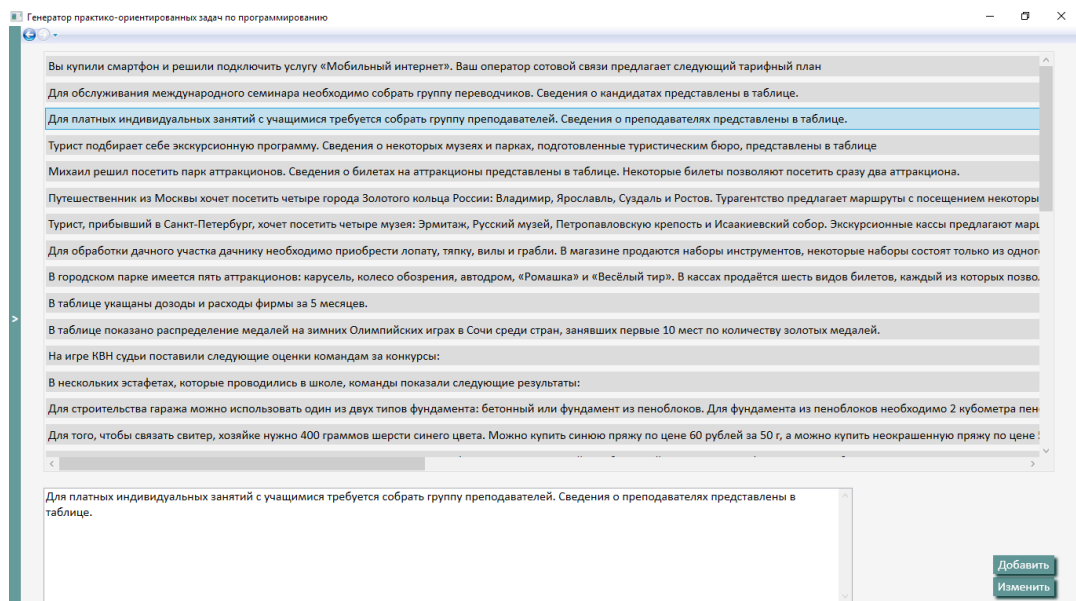 Генератор практико-ориентированных задач по программированию
Вы купили смартфон и решили подключить услугу «Мобильный интернет». Ваш оператор сотовой связи предлагает следующий тарифный план
Для обслуживания международного семинара необходимо собрать группу переводчиков. Сведения о кандидатах представлены в таблице.
Для платных индивидуальных занятий с учащимися требуется собрать группу преподавателей. Сведения о преподавателях представлены в таблице.
Турист подбирает себе экскурсионную программу. Сведения о некоторых музеях и парках, подготовленные туристическим бюро, представлены в таблице
Михаил решил посетить парк аттракционов. Сведения о билетах на аттракционы представлены в таблице. Некоторые билеты позволяют посетить сразу два аттракциона.
Путешественник из Москвы хочет посетить четыре города Золотого кольца России: Владимир, Ярославль, Суздаль и Ростов. Турагентство предлагает маршруты с посещением некоторы
Турист, прибывший в Санкт-Петербург, хочет посетить четыре музея: Эрмитаж, Русский музей, Петропавловскую крепость и Исаакиевский собор. Экскурсионные кассы предлагают мар
Для обработки дачного участка дачнику необходимо приобрести лопату, тяпку, вилы и грабли. В магазине продаются наборы инструментов, некоторые наборы состоят только из одног
В городском парке имеется пять аттракционов: карусель, колесо обозрения, автодром, «Ромашка» и «Весёлый тир». В кассах продаётся шесть видов билетов, каждый из которых позво
В таблице укащаны дозоды и расходы фирмы за 5 месяцев.
В таблице показано распределение медалей на зимних Олимпийских играх в Сочи среди стран, занявших первые 10 мест по количеству золотых медалей.
На игре КВН судьи поставили следующие оценки командам за конкурсы:
В нескольких эстафетах, которые проводились в школе, команды показали следующие результаты:
Для строительства гаража можно использовать один из двух типов фундамента: бетонный или фундамент из пеноблоков. Для фундамента из пеноблоков необходимо 2 кубометра пен
Для того, чтобы связать свитер, хозяйке нужно 400 граммов шерсти синего цвета. Можно купить синюю пряжу по цене 60 рублей за 50 г, а можно купить неокрашенную пряжу по цене
Для платных индивидуальных занятий с учащимися требуется собрать группу преподавателей. Сведения о преподавателях представлены в
таблице.
Добавить
Изменить